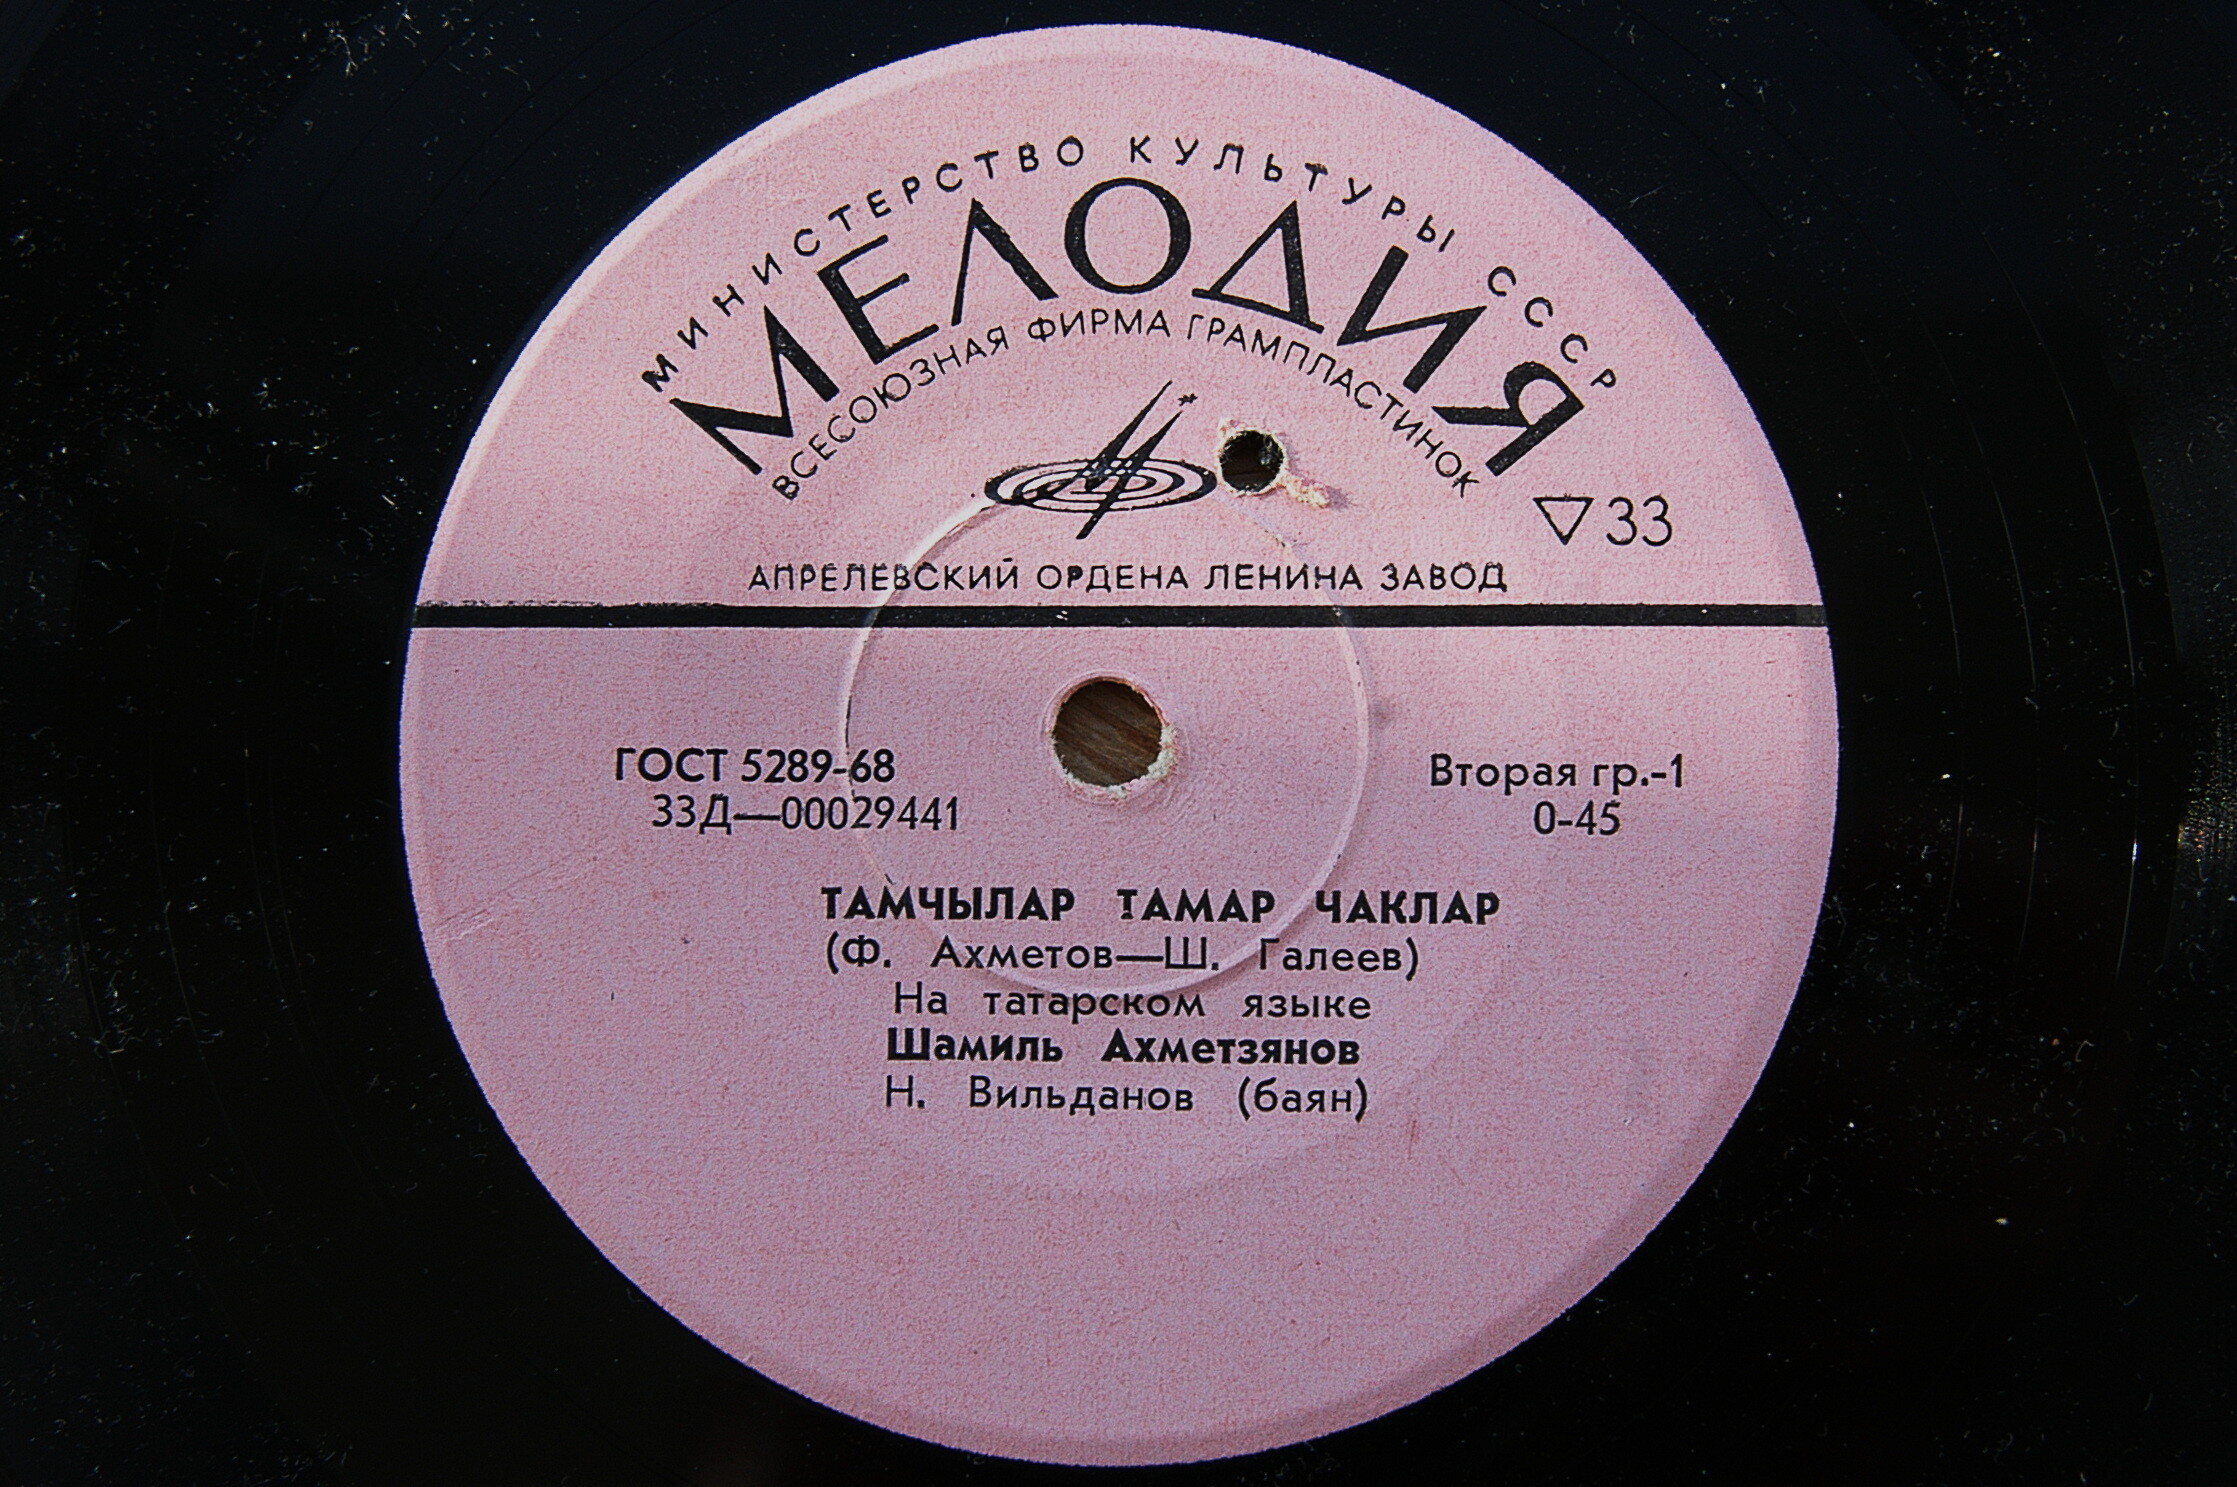 МИНИСТЕРСТВО КУЛЬТУРЫ СССР
МЕЛОДИЯ
ВСЕСОЮЗНАЯ ФИРМА ГРАМПЛАСТИНОК
33
АПРЕЛЕВСКИЙ ОРДЕНА ЛЕНИНА ЗАВОД
ГОСТ 5289-68
33Д—00029441
Вторая гр.-1
0-45
ТАМЧЫЛАР ТАМАР ЧАКЛАР
(Ф. Ахметов—Ш. Галеев)
На татарском языке
Шамиль Ахметзянов
Н. Вильданов (баян)